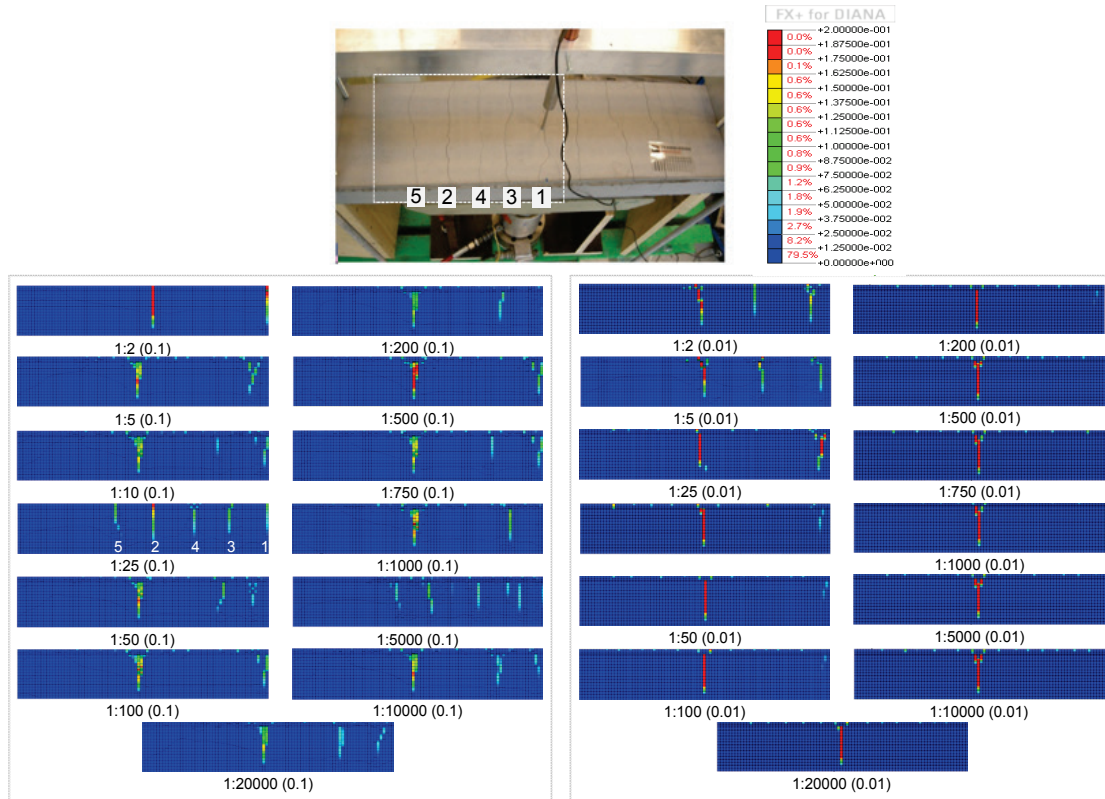 FX+ for DIANA
+2.00000e-001
0.0%
+1.87500e-001
0.0%
+1.75000e-001
0.1%
+1.62500e-001
0.6%
+1.50000e-001
0.6%
+1.37500e-001
0.6%
+1.25000e-001
0.6%
+1.12500e-001
0.6%
+1.00000e-001
0.8%
+8.75000e-002
0.9%
+7.50000e-002
1.2%
+6.25000e-002
1.8%
+5.00000e-002
1.9%
+3.75000e-002
2.7%
+2.50000e-002
8.2%
+1.25000e-002
79.5%
+0.00000e+000
5 2 4 3 1
1:2 (0.1)
1:200 (0.1)
1:5 (0.1)
1:500 (0.1)
1:10 (0.1)
1:750 (0.1)
5 2 4 3 1
1:25 (0.1)
1:1000 (0.1)
1:50 (0.1)
1:5000 (0.1)
1:100 (0.1)
1:10000 (0.1)
1:20000 (0.1)
1:2 (0.01)
1:200 (0.01)
1:5 (0.01)
1:500 (0.01)
1:25 (0.01)
1:750 (0.01)
1:1000 (0.01)
1:50 (0.01)
1:5000 (0.01)
1:100 (0.01)
1:10000 (0.01)
1:20000 (0.01)